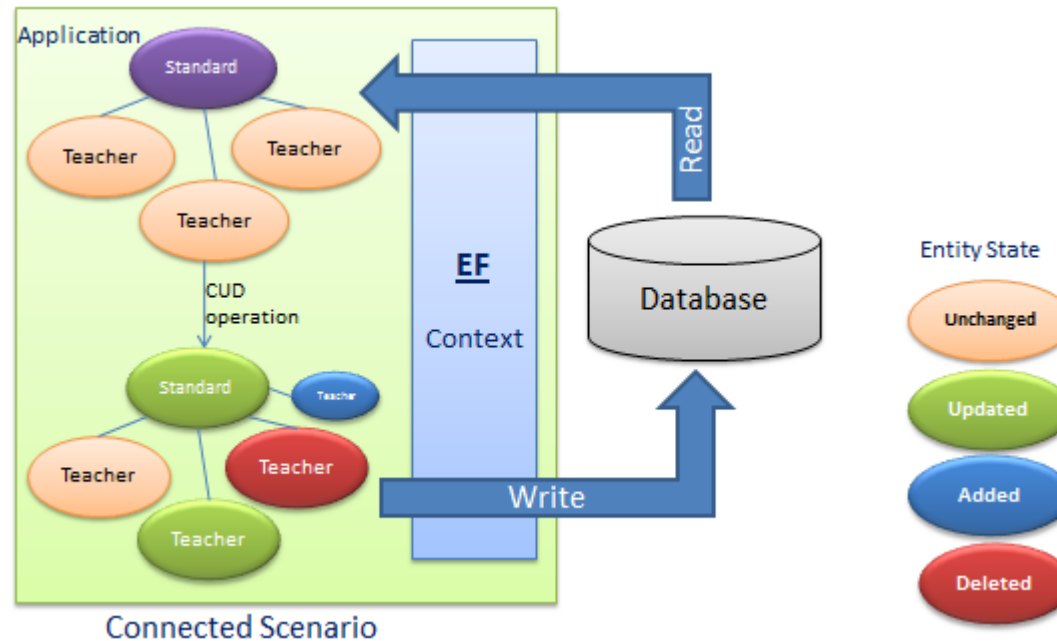 Application
Standard
Teacher
Teacher
Teacher
CUD
operation
Standard
Teacher
Teacher
Teacher
Teacher
EF
Context
Read
Database
Write
Entity State
Unchanged
Updated
Added
Deleted
Connected Scenario